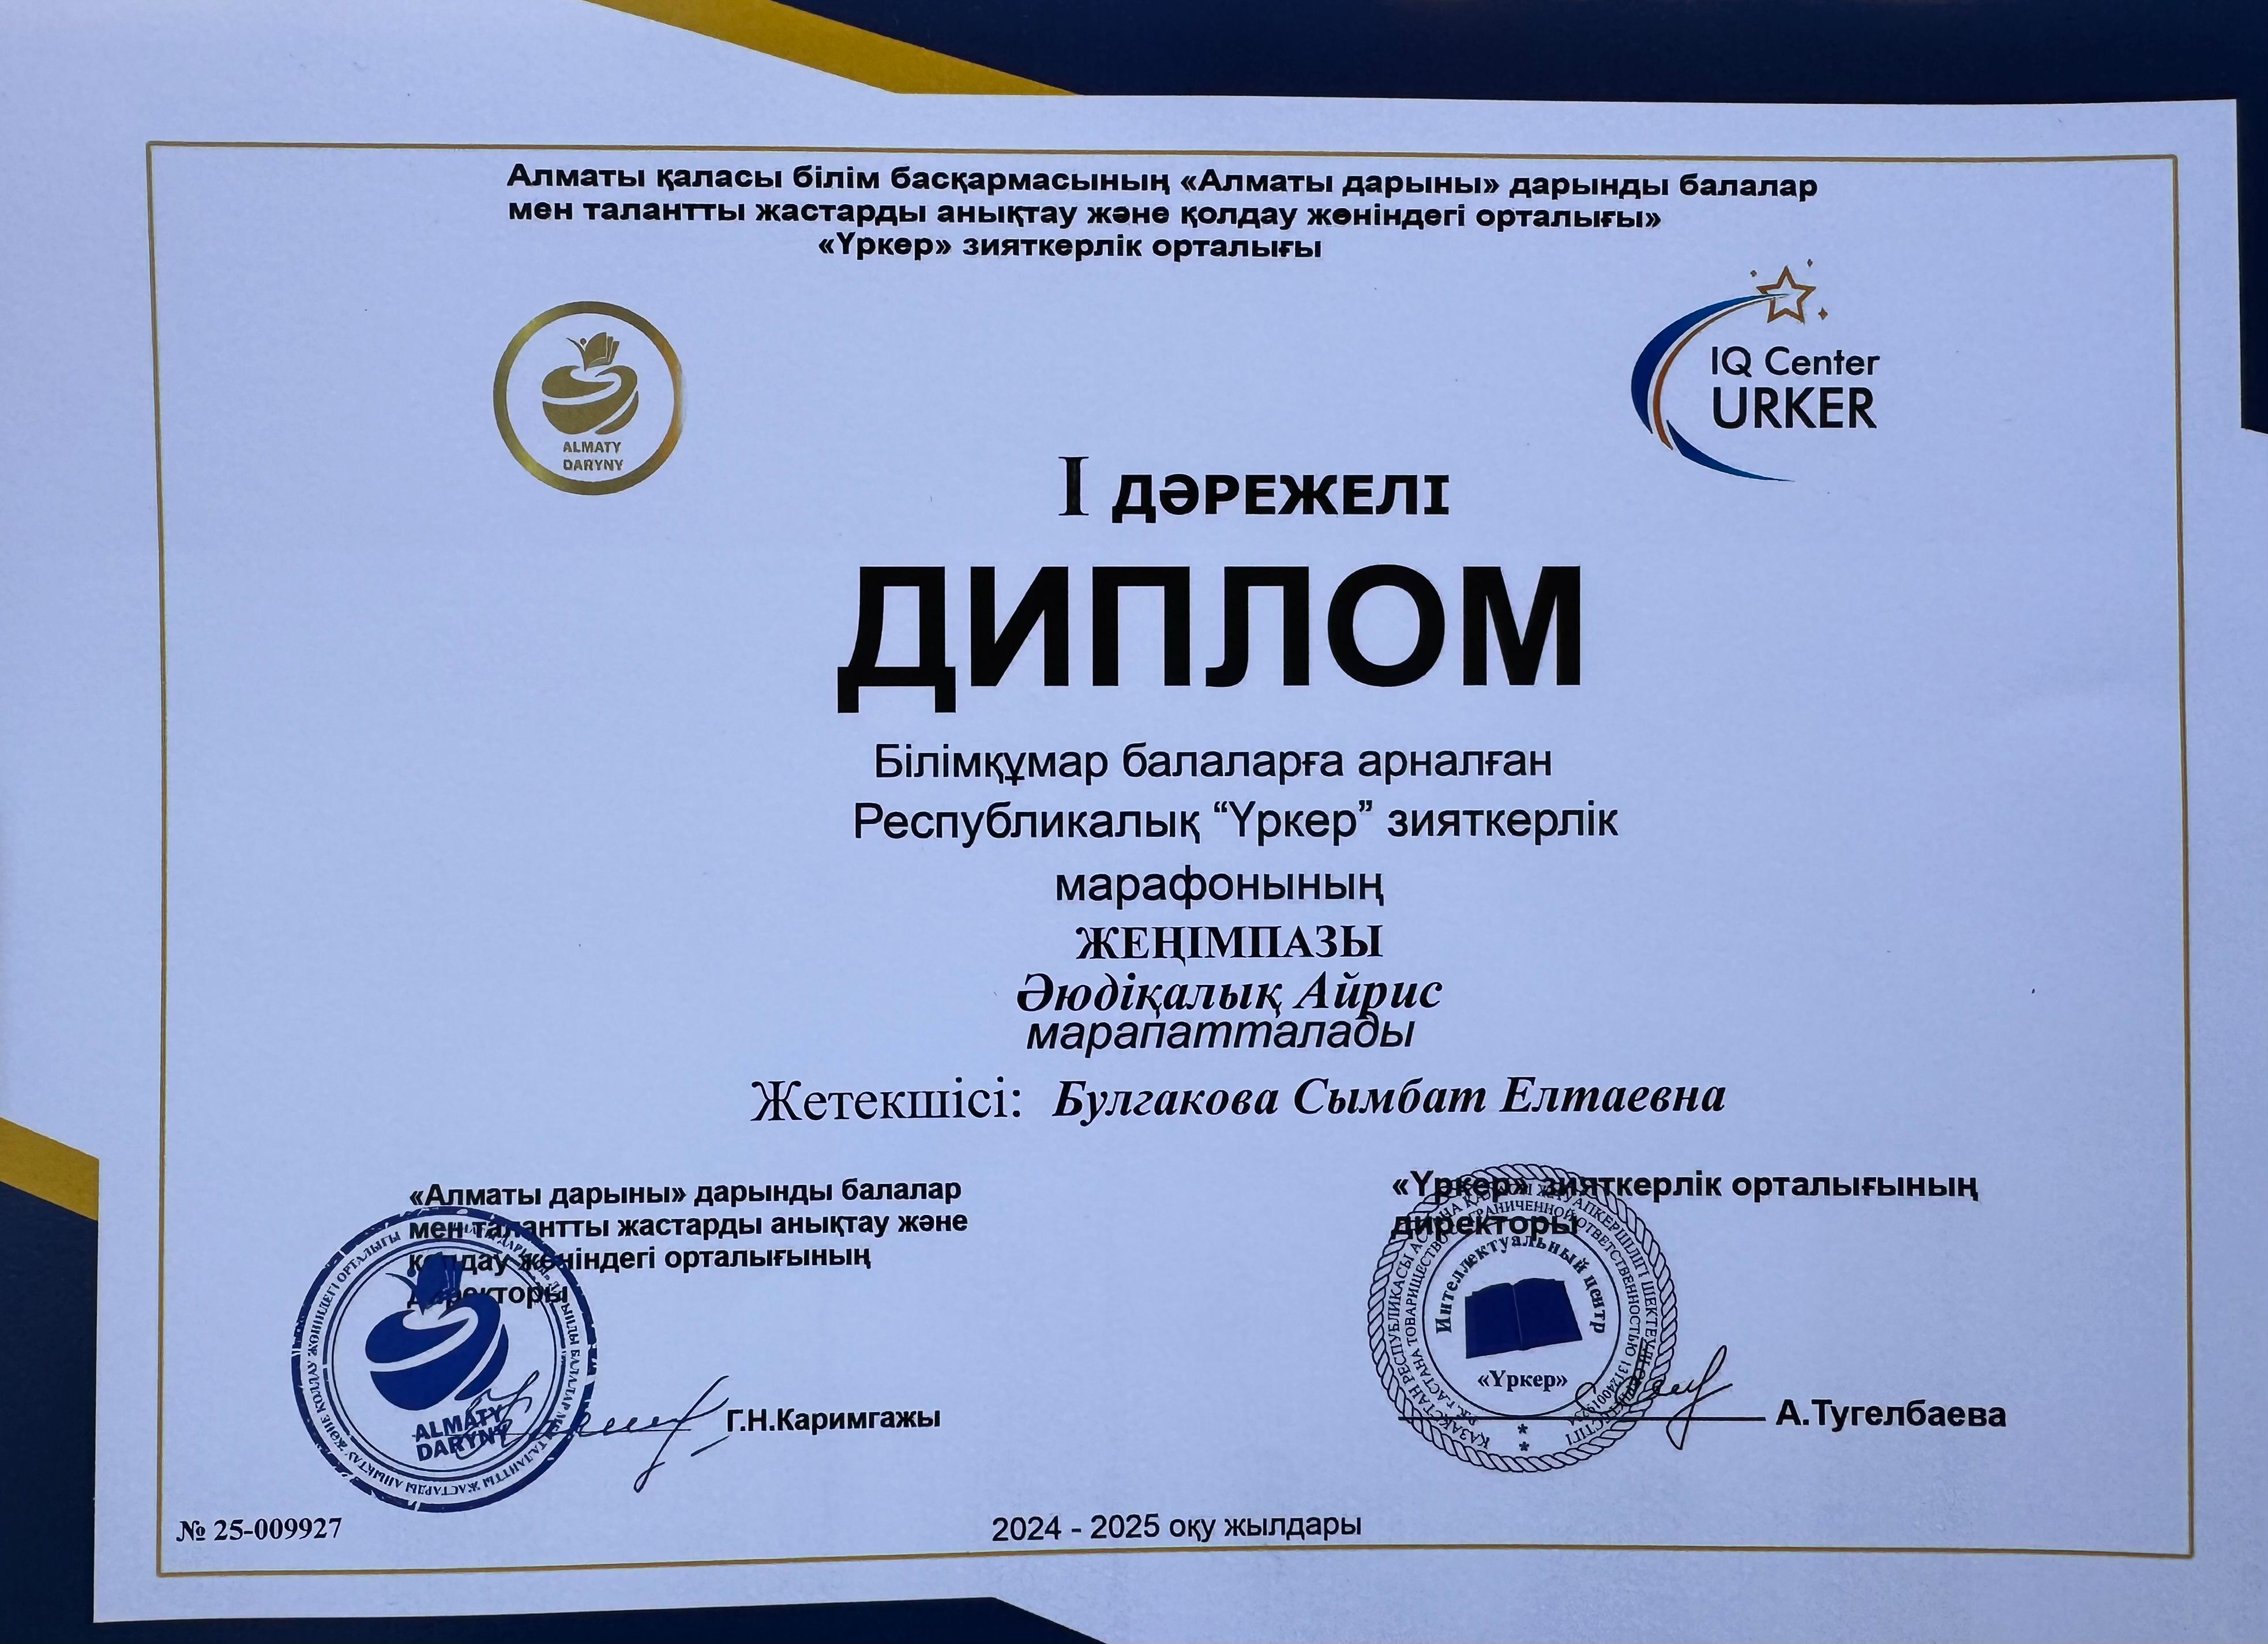 Алматы қаласы білім басқармасының «Алматы дарыны» дарынды балалар
мен талантты жастарды анықтау және қолдау жөніндегі орталығы»
«Үркер» зияткерлік орталығы
ALMATY
DARYNY
IQ Center
URKER
I ДӘРЕЖЕЛІ
ДИПЛОМ
Білімқұмар балаларға арналған
Республикалық “Үркер” зияткерлік
марафонының
ЖЕҢІМПАЗЫ
Әюдіқалық Айрис
марапатталады
Жетекшісі: Булгакова Сымбат Елтаевна
«Алматы дарыны» дарынды балалар
мен талантты жастарды анықтау және
қолдау жөніндегі орталығының
директоры
ALMATY
DARYNY
Г.Н.Каримгажы
«Үркер» зияткерлік орталығының
директоры
Интеллектуальный центр
«Үркер»
А.Тугелбаева
№ 25-009927
2024 - 2025 оқу жылдары